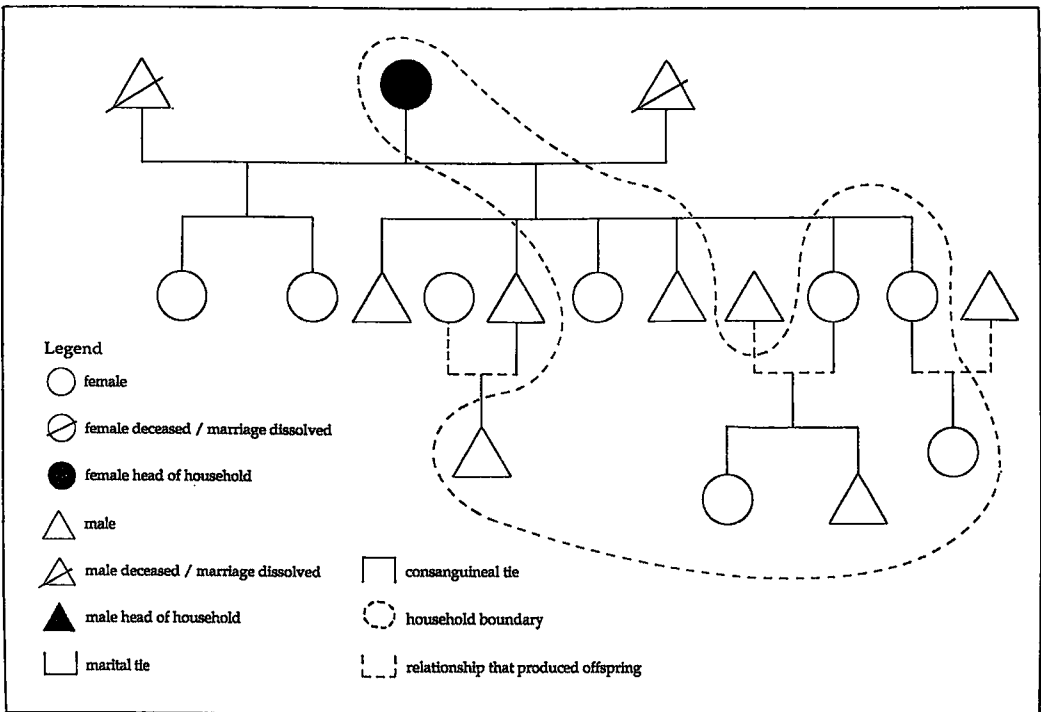 Legend
female
female deceased / marriage dissolved
female head of household
male
male deceased / marriage dissolved
male head of household
marital tie
consanguineal tie
household boundary
relationship that produced offspring